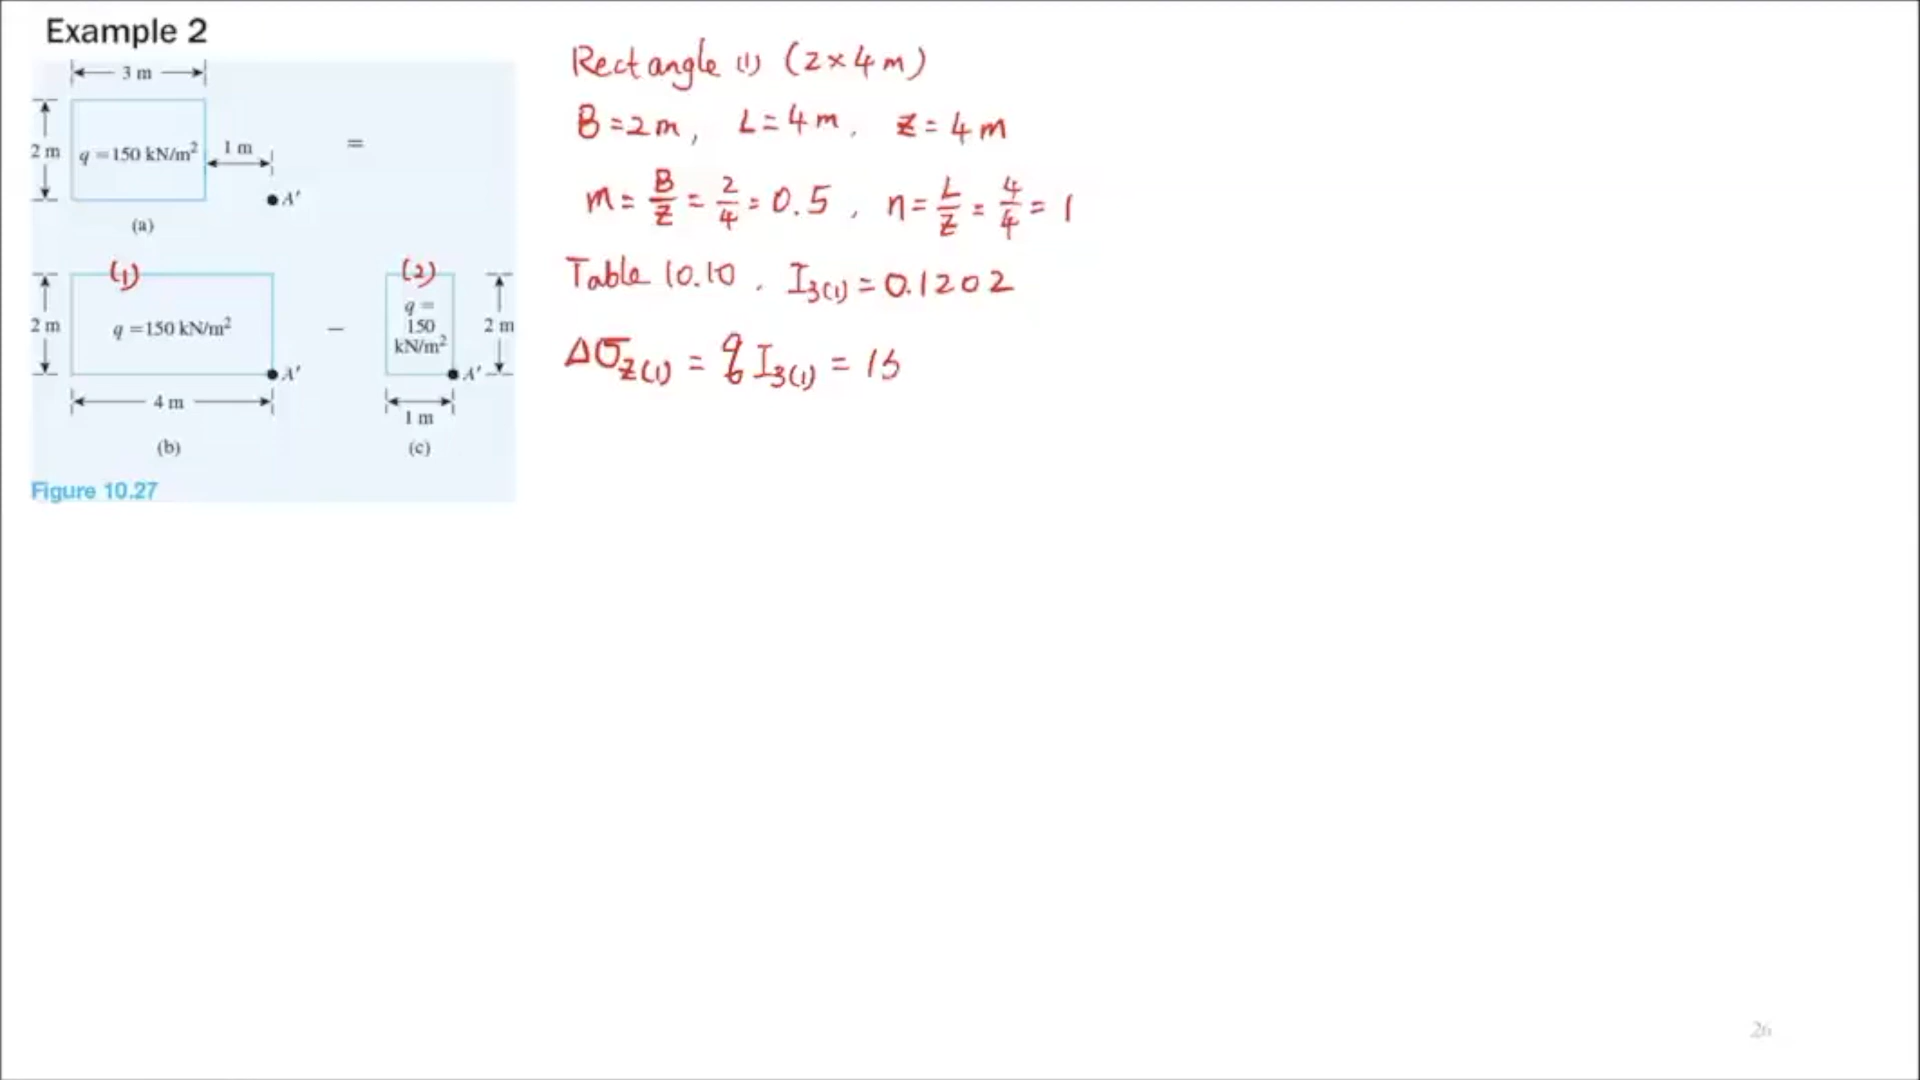 Example 2
3 m
2 m
q = 150 kN/m²
1 m
A'
=
(a)
(1)
2 m
q = 150 kN/m²
A'
4 m
(b)
−
(2)
q =
150
kN/m²
2 m
A'
1 m
(c)
Figure 10.27
Rectangle (1) (2×4 m)
B = 2 m, L = 4 m, z = 4 m
m = B/z = 2/4 = 0.5, n = L/z = 4/4 = 1
Table 10.10, I₃₍₁₎ = 0.1202
Δσ_z(1) = q I₃₍₁₎ = 15
26